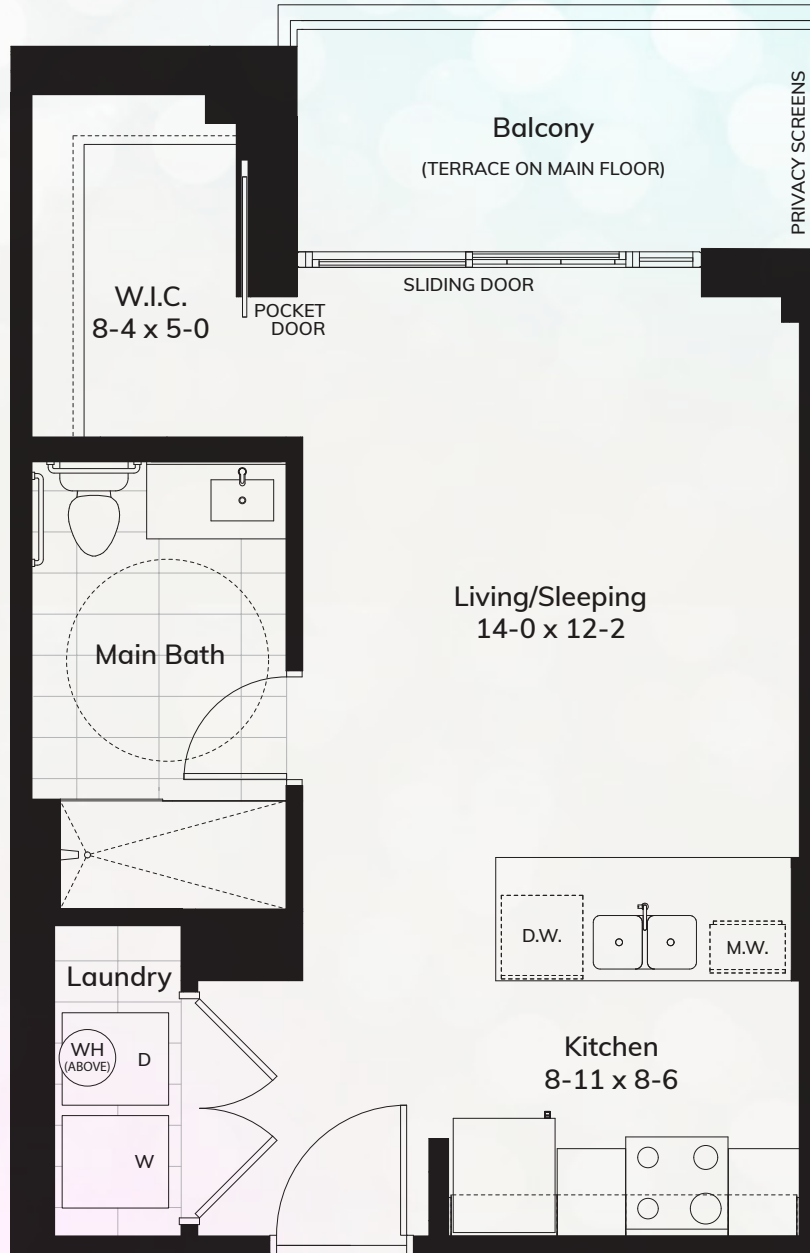 Balcony
(TERRACE ON MAIN FLOOR)
PRIVACY SCREENS
SLIDING DOOR
W.I.C.
8-4 x 5-0
POCKET
DOOR
Living/Sleeping
14-0 x 12-2
Main Bath
D.W.
M.W.
Laundry
WH
(ABOVE)
D
W
Kitchen
8-11 x 8-6